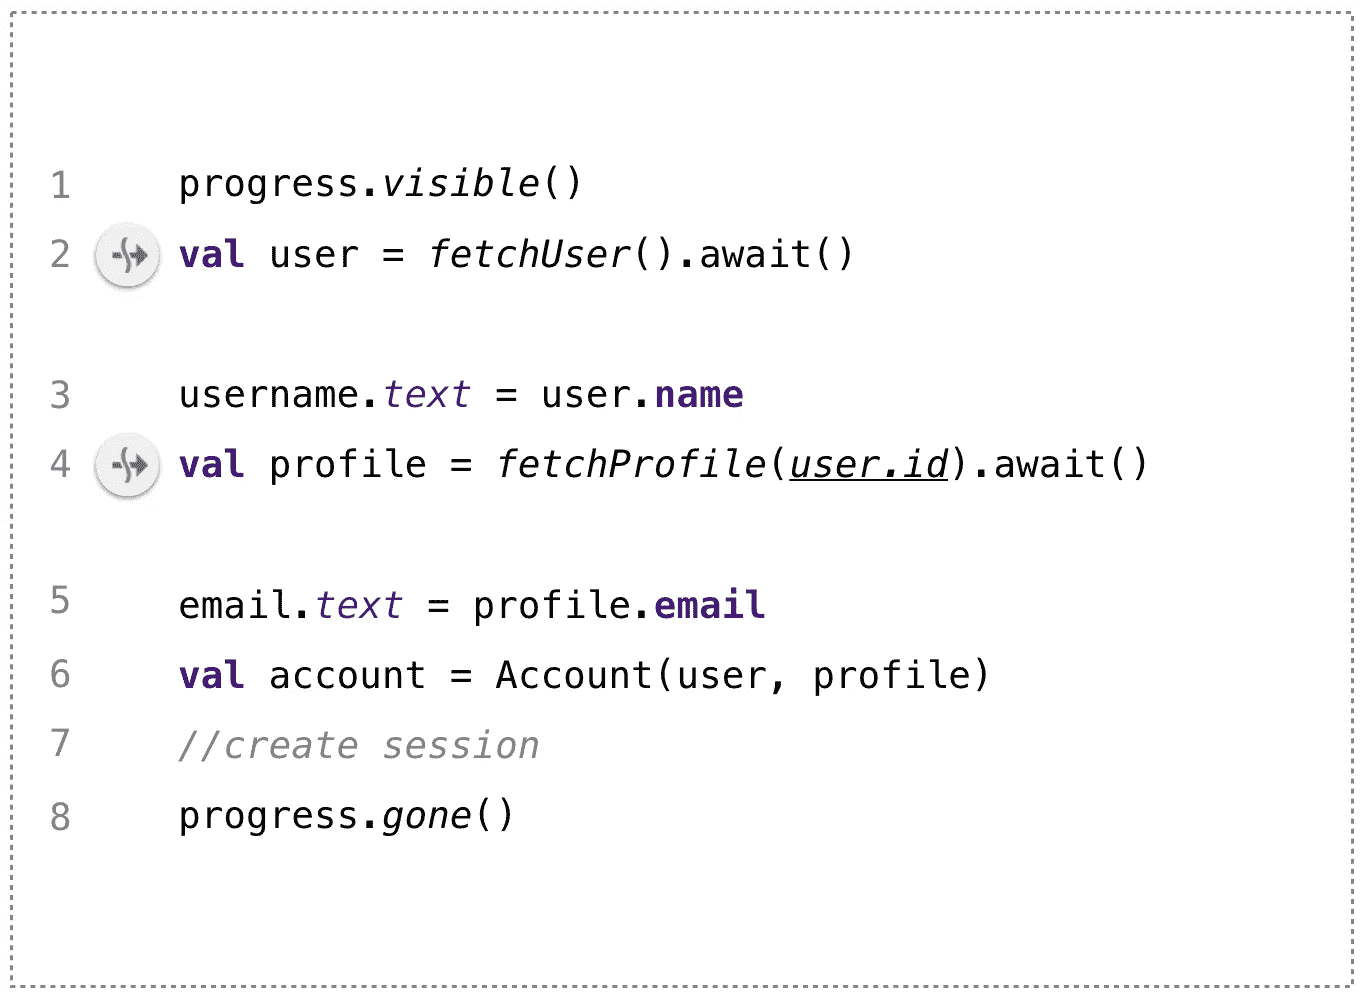 1 progress.visible()
2 val user = fetchUser().await()
3 username.text = user.name
4 val profile = fetchProfile(user.id).await()
5 email.text = profile.email
6 val account = Account(user, profile)
7 //create session
8 progress.gone()